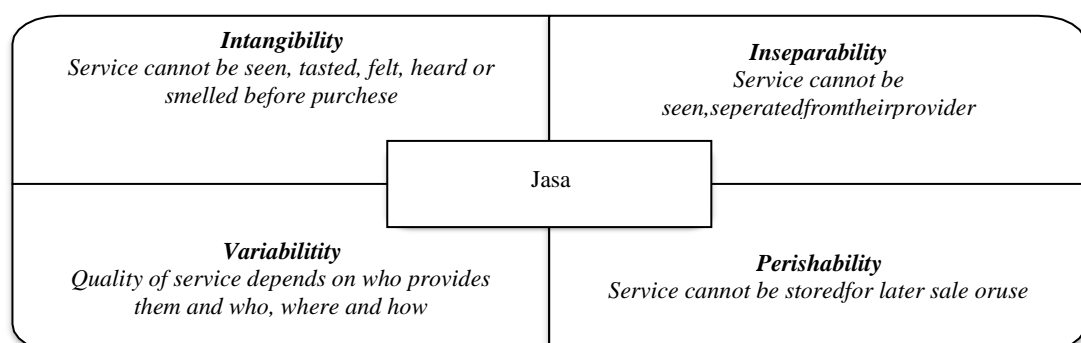 Intangibility
Service cannot be seen, tasted, felt, heard or
smelled before purchese
Inseparability
Service cannot be
seen,seperatedfromtheirprovider
Jasa
Variabilitity
Quality of service depends on who provides
them and who, where and how
Perishability
Service cannot be storedfor later sale oruse